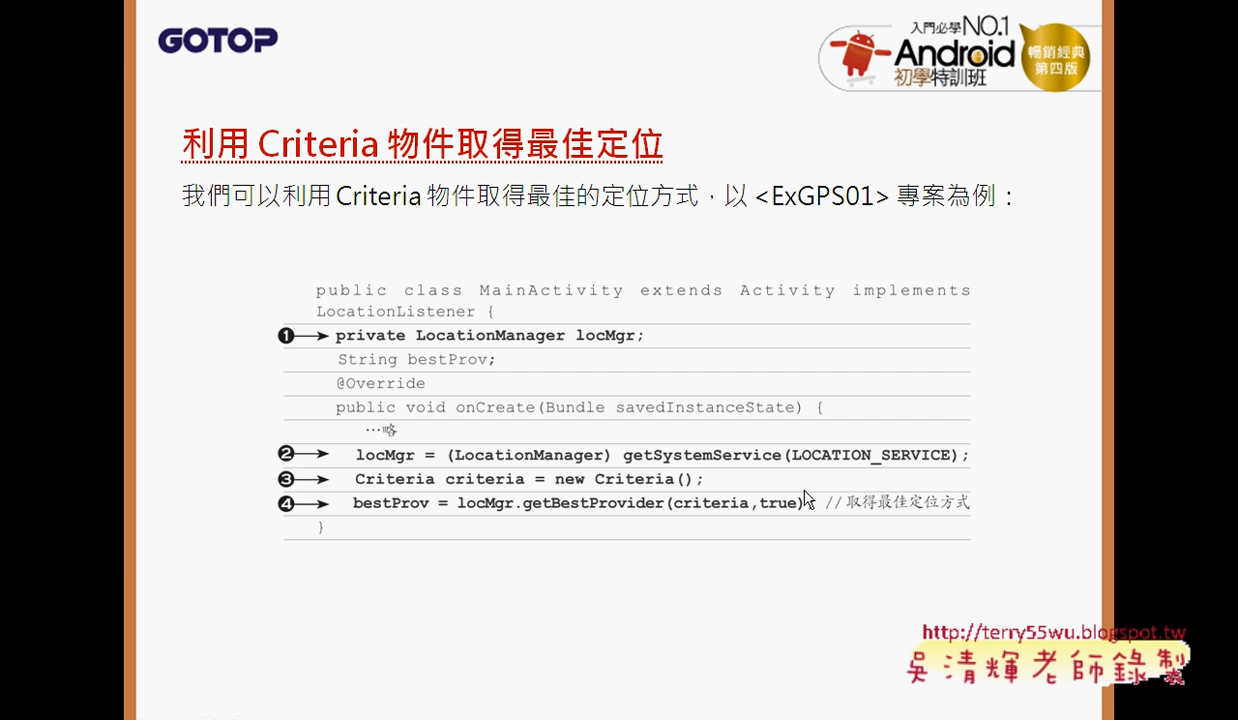 GOTOP
入門必學NO.1
Android
初學特訓班
暢銷經典
第四版
利用 Criteria 物件取得最佳定位
我們可以利用 Criteria 物件取得最佳的定位方式，以 <ExGPS01> 專案為例：
public class MainActivity extends Activity implements
LocationListener {
❶ private LocationManager locMgr;
String bestProv;
@Override
public void onCreate(Bundle savedInstanceState) {
…略
❷ locMgr = (LocationManager) getSystemService(LOCATION_SERVICE);
❸ Criteria criteria = new Criteria();
❹ bestProv = locMgr.getBestProvider(criteria,true); //取得最佳定位方式
}
http://terry55wu.blogspot.tw
吳清輝老師錄製